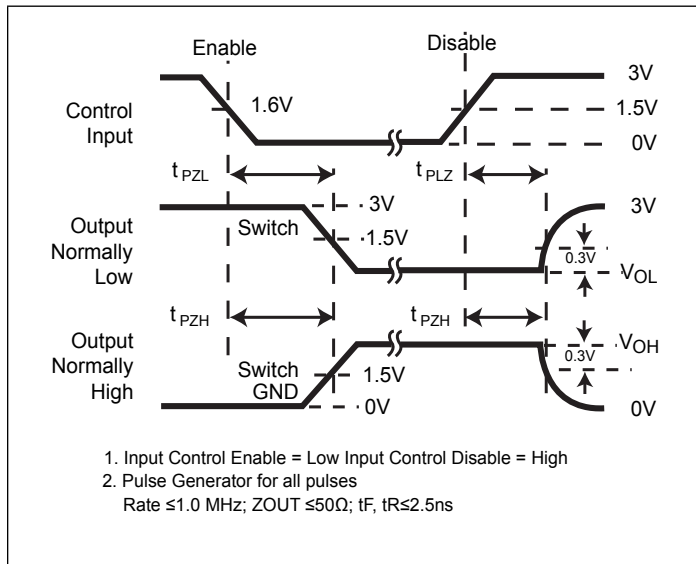 Enable
Disable
Control
Input
1.6V
3V
1.5V
0V
t PZL
t PLZ
Output
Normally
Low
Switch
3V
1.5V
3V
0.3V
VOL
t PZH
t PZH
Output
Normally
High
Switch
GND
1.5V
0V
VOH
0.3V
0V
1. Input Control Enable = Low Input Control Disable = High
2. Pulse Generator for all pulses
Rate ≤1.0 MHz; ZOUT ≤50Ω; tF, tR≤2.5ns